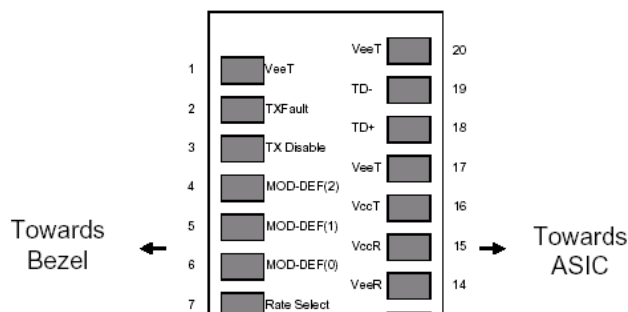 VeeT 20
1 VeeT
TD- 19
2 TXFault
TD+ 18
3 TX Disable
VeeT 17
4 MOD-DEF(2)
VccT 16
5 MOD-DEF(1)
VccR 15
6 MOD-DEF(0)
VeeR 14
7 Rate Select
Towards
Bezel
Towards
ASIC